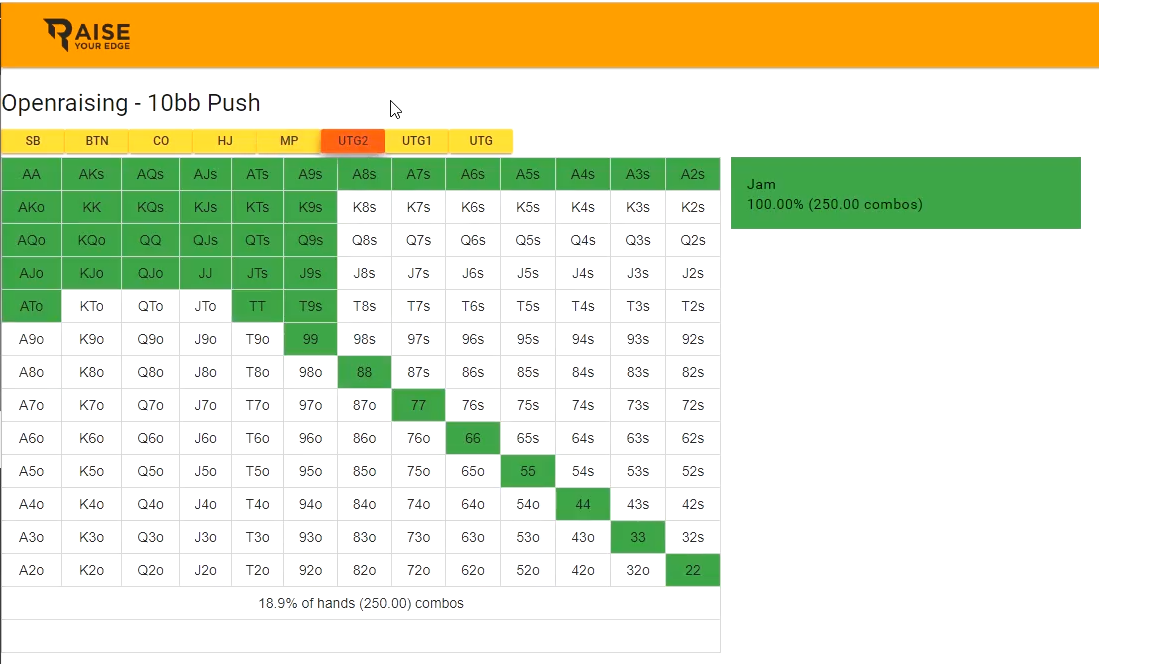 RAISE
YOUR EDGE
Openraising - 10bb Push
SB BTN CO HJ MP UTG2 UTG1 UTG
AA AKs AQs AJs ATs A9s A8s A7s A6s A5s A4s A3s A2s
AKo KK KQs KJs KTs K9s K8s K7s K6s K5s K4s K3s K2s
AQo KQo QQ QJs QTs Q9s Q8s Q7s Q6s Q5s Q4s Q3s Q2s
AJo KJo QJo JJ JTs J9s J8s J7s J6s J5s J4s J3s J2s
ATo KTo QTo JTo TT T9s T8s T7s T6s T5s T4s T3s T2s
A9o K9o Q9o J9o T9o 99 98s 97s 96s 95s 94s 93s 92s
A8o K8o Q8o J8o T8o 98o 88 87s 86s 85s 84s 83s 82s
A7o K7o Q7o J7o T7o 97o 87o 77 76s 75s 74s 73s 72s
A6o K6o Q6o J6o T6o 96o 86o 76o 66 65s 64s 63s 62s
A5o K5o Q5o J5o T5o 95o 85o 75o 65o 55 54s 53s 52s
A4o K4o Q4o J4o T4o 94o 84o 74o 64o 54o 44 43s 42s
A3o K3o Q3o J3o T3o 93o 83o 73o 63o 53o 43o 33 32s
A2o K2o Q2o J2o T2o 92o 82o 72o 62o 52o 42o 32o 22
18.9% of hands (250.00) combos
Jam
100.00% (250.00 combos)